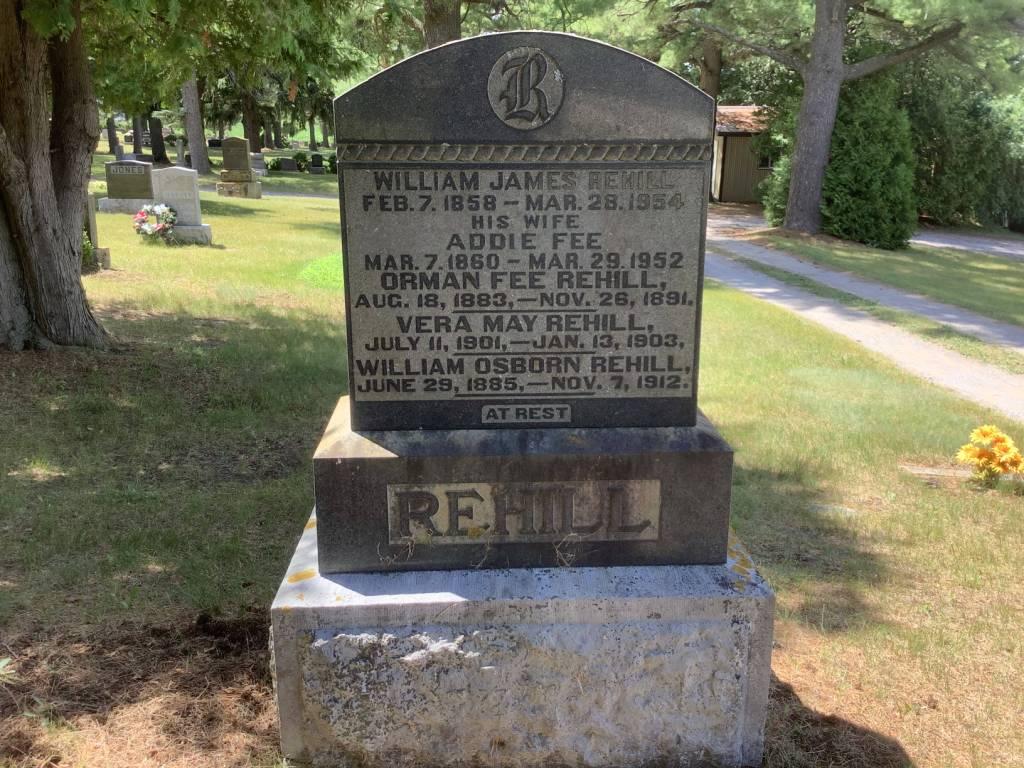 R
WILLIAM JAMES REHILL
FEB. 7. 1858 - MAR. 28. 1954
HIS WIFE
ADDIE FEE
MAR. 7. 1860 - MAR. 29. 1952
ORMAN FEE REHILL,
AUG. 18, 1883,—NOV. 26, 1891.
VERA MAY REHILL,
JULY 11, 1901,—JAN. 13, 1903,
WILLIAM OSBORN REHILL,
JUNE 29, 1885,—NOV. 7, 1912.
AT REST
REHILL
JONES